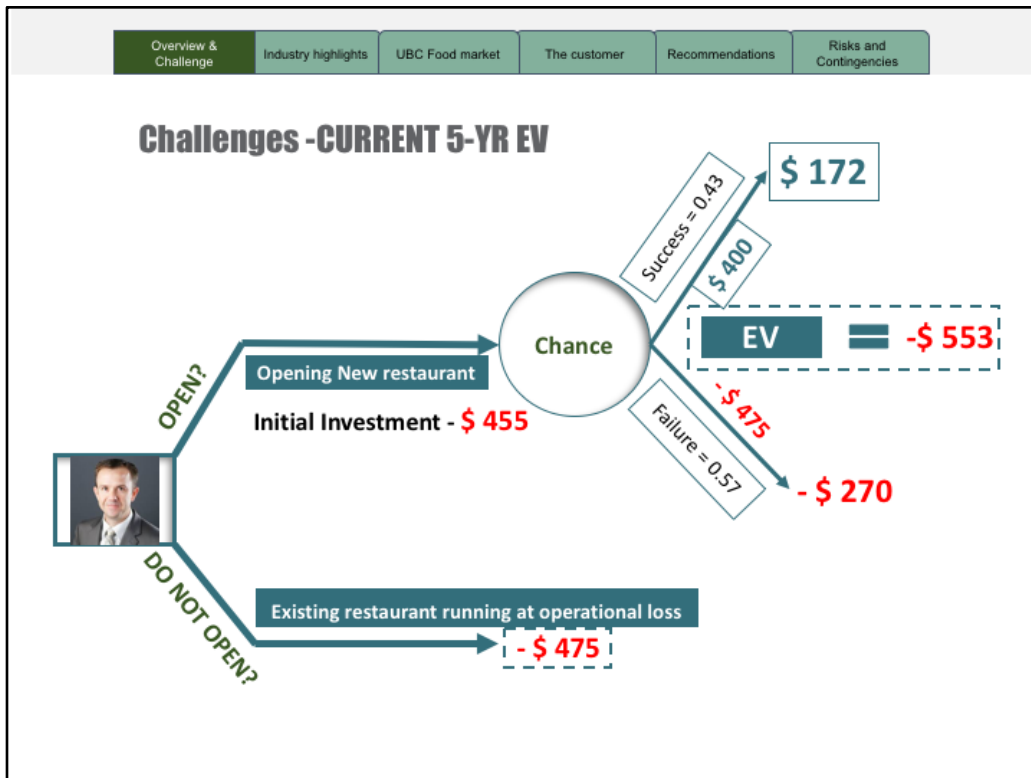 Overview &
Challenge
Industry highlights
UBC Food market
The customer
Recommendations
Risks and
Contingencies
Challenges -CURRENT 5-YR EV
$ 172
Success = 0.43
$ 400
Chance
EV
-$ 553
OPEN?
Opening New restaurant
Initial Investment - $ 455
- $ 475
Failure = 0.57
- $ 270
DO NOT OPEN?
Existing restaurant running at operational loss
- $ 475